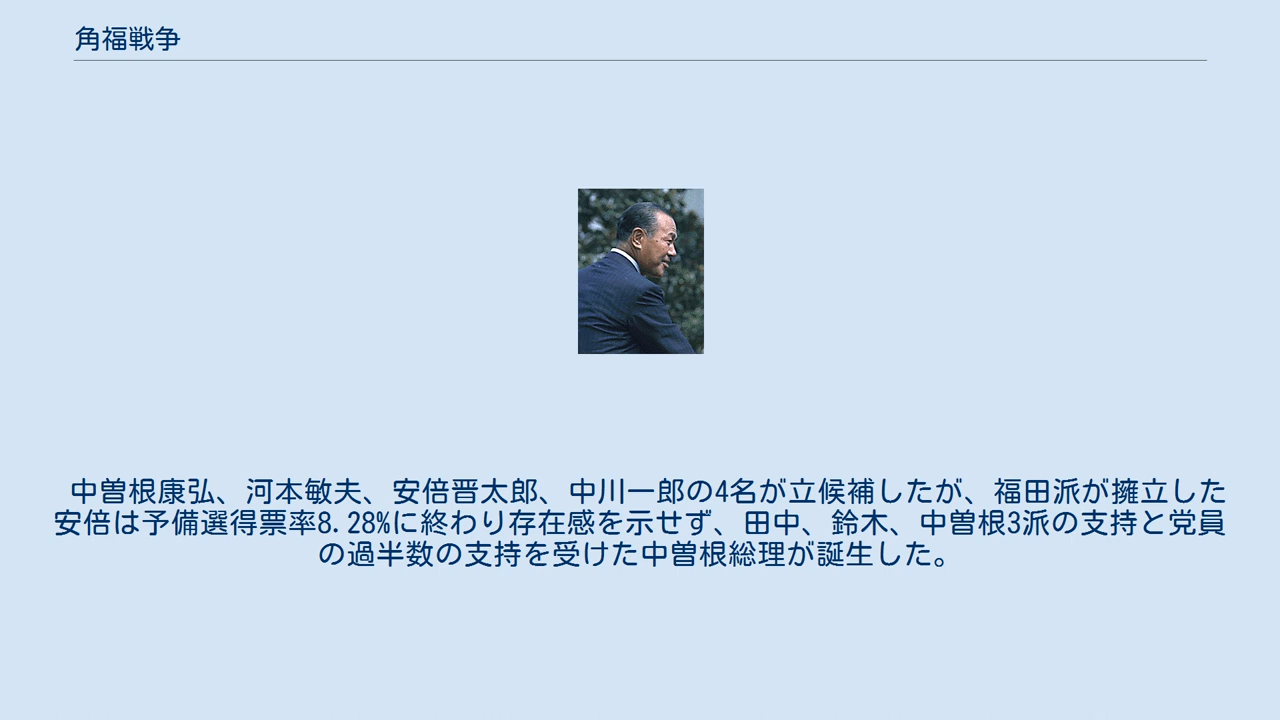 角福戦争
中曽根康弘、河本敏夫、安倍晋太郎、中川一郎の4名が立候補したが、福田派が擁立した
安倍は予備選得票率8.28%に終わり存在感を示せず、田中、鈴木、中曽根3派の支持と党員
の過半数の支持を受けた中曽根総理が誕生した。